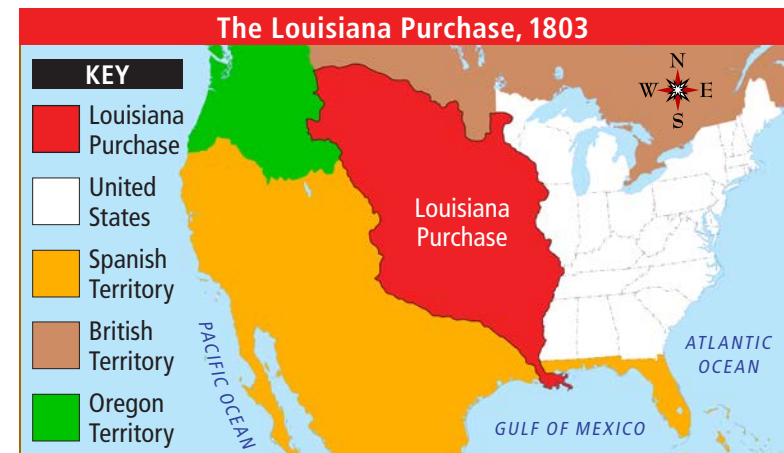 The Louisiana Purchase, 1803
KEY
Louisiana
Purchase
United
States
Spanish
Territory
British
Territory
Oregon
Territory
N
W E
S
Louisiana
Purchase
PACIFIC OCEAN
ATLANTIC
OCEAN
GULF OF MEXICO